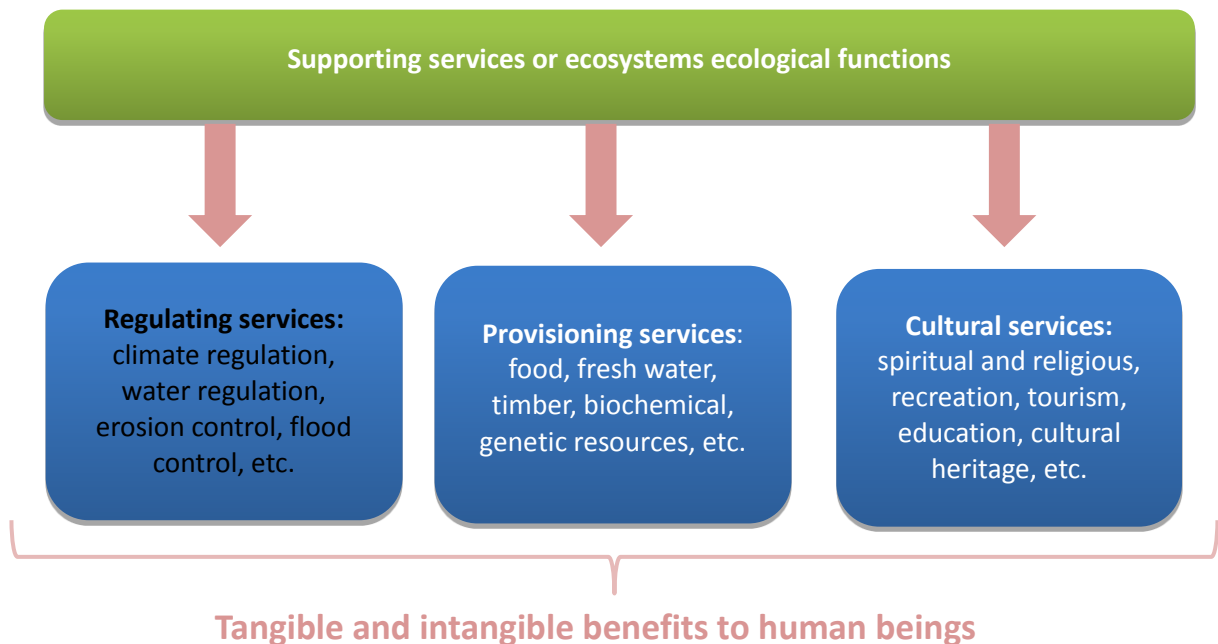 Supporting services or ecosystems ecological functions
Regulating services:
climate regulation,
water regulation,
erosion control, flood
control, etc.
Provisioning services:
food, fresh water,
timber, biochemical,
genetic resources, etc.
Cultural services:
spiritual and religious,
recreation, tourism,
education, cultural
heritage, etc.
Tangible and intangible benefits to human beings